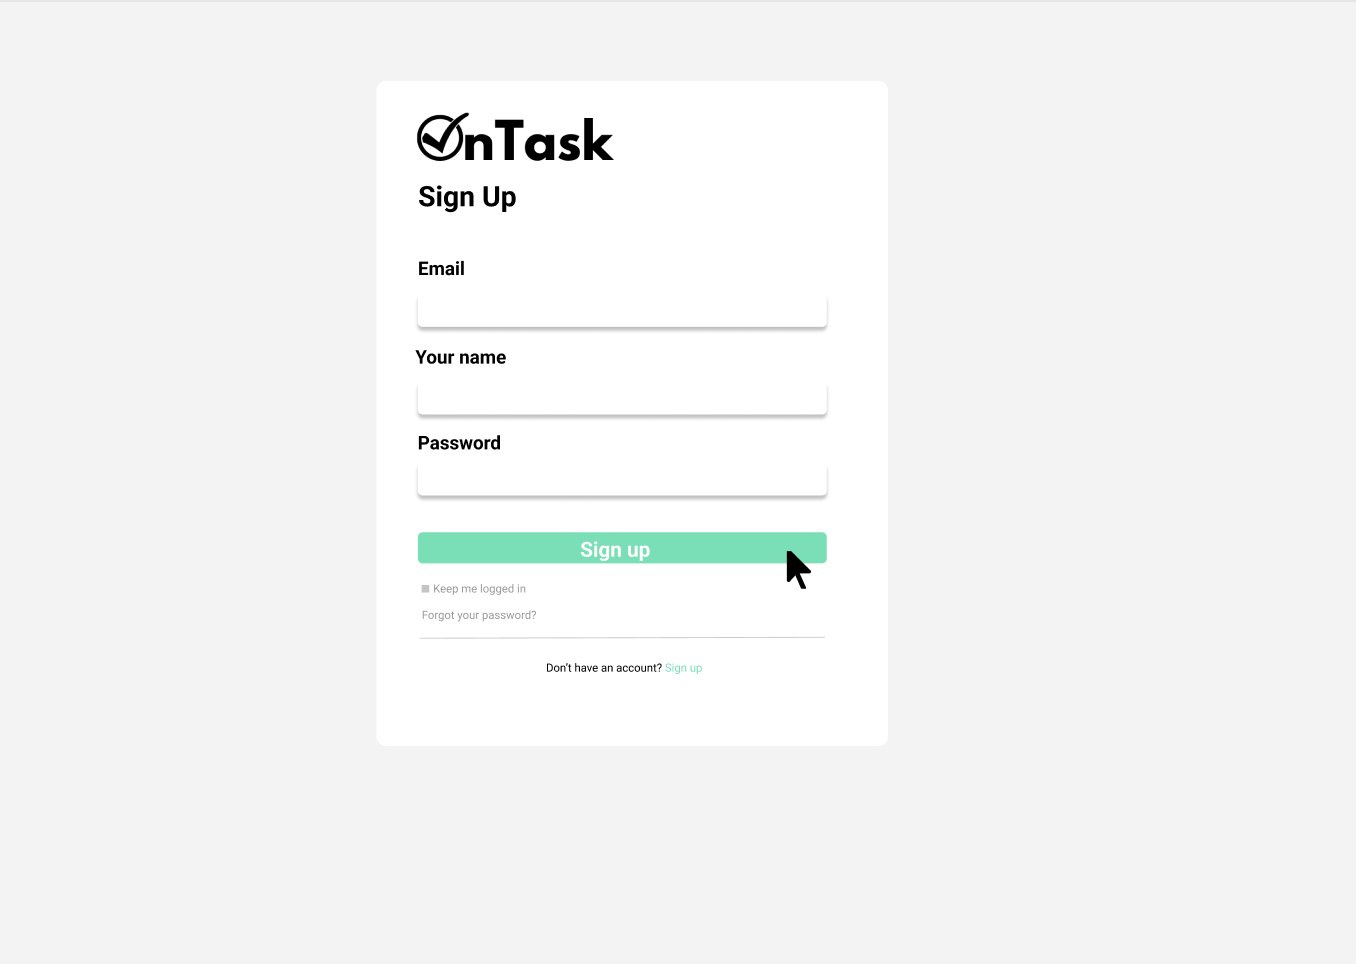 OnTask
Sign Up
Email
Your name
Password
Sign up
Keep me logged in
Forgot your password?
Don't have an account? Sign up